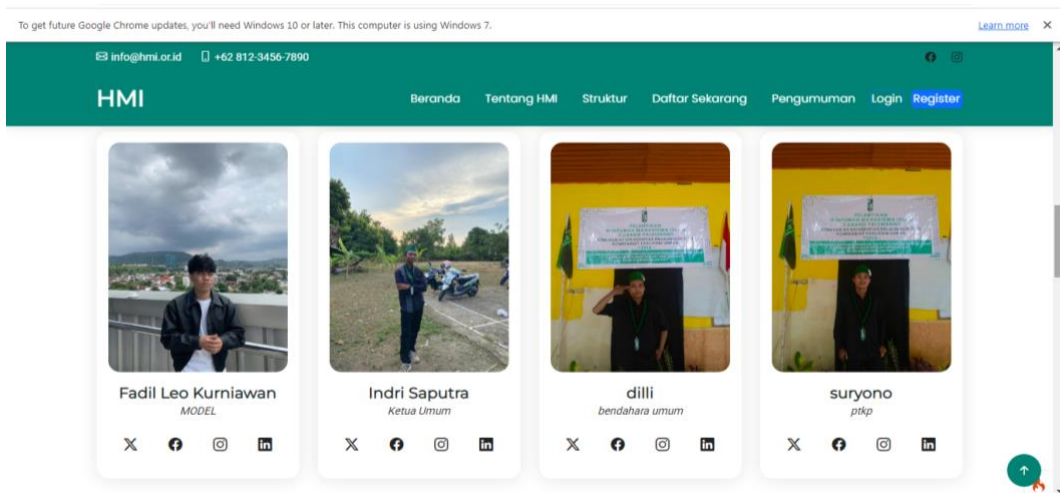 To get future Google Chrome updates, you'll need Windows 10 or later. This computer is using Windows 7.
Learn more
info@hmi.or.id +62 812-3456-7890
HMI Beranda Tentang HMI Struktur Daftar Sekarang Pengumuman Login Register
Fadil Leo Kurniawan
MODEL
Indri Saputra
Ketua Umum
dilli
bendahara umum
suryono
ptkp